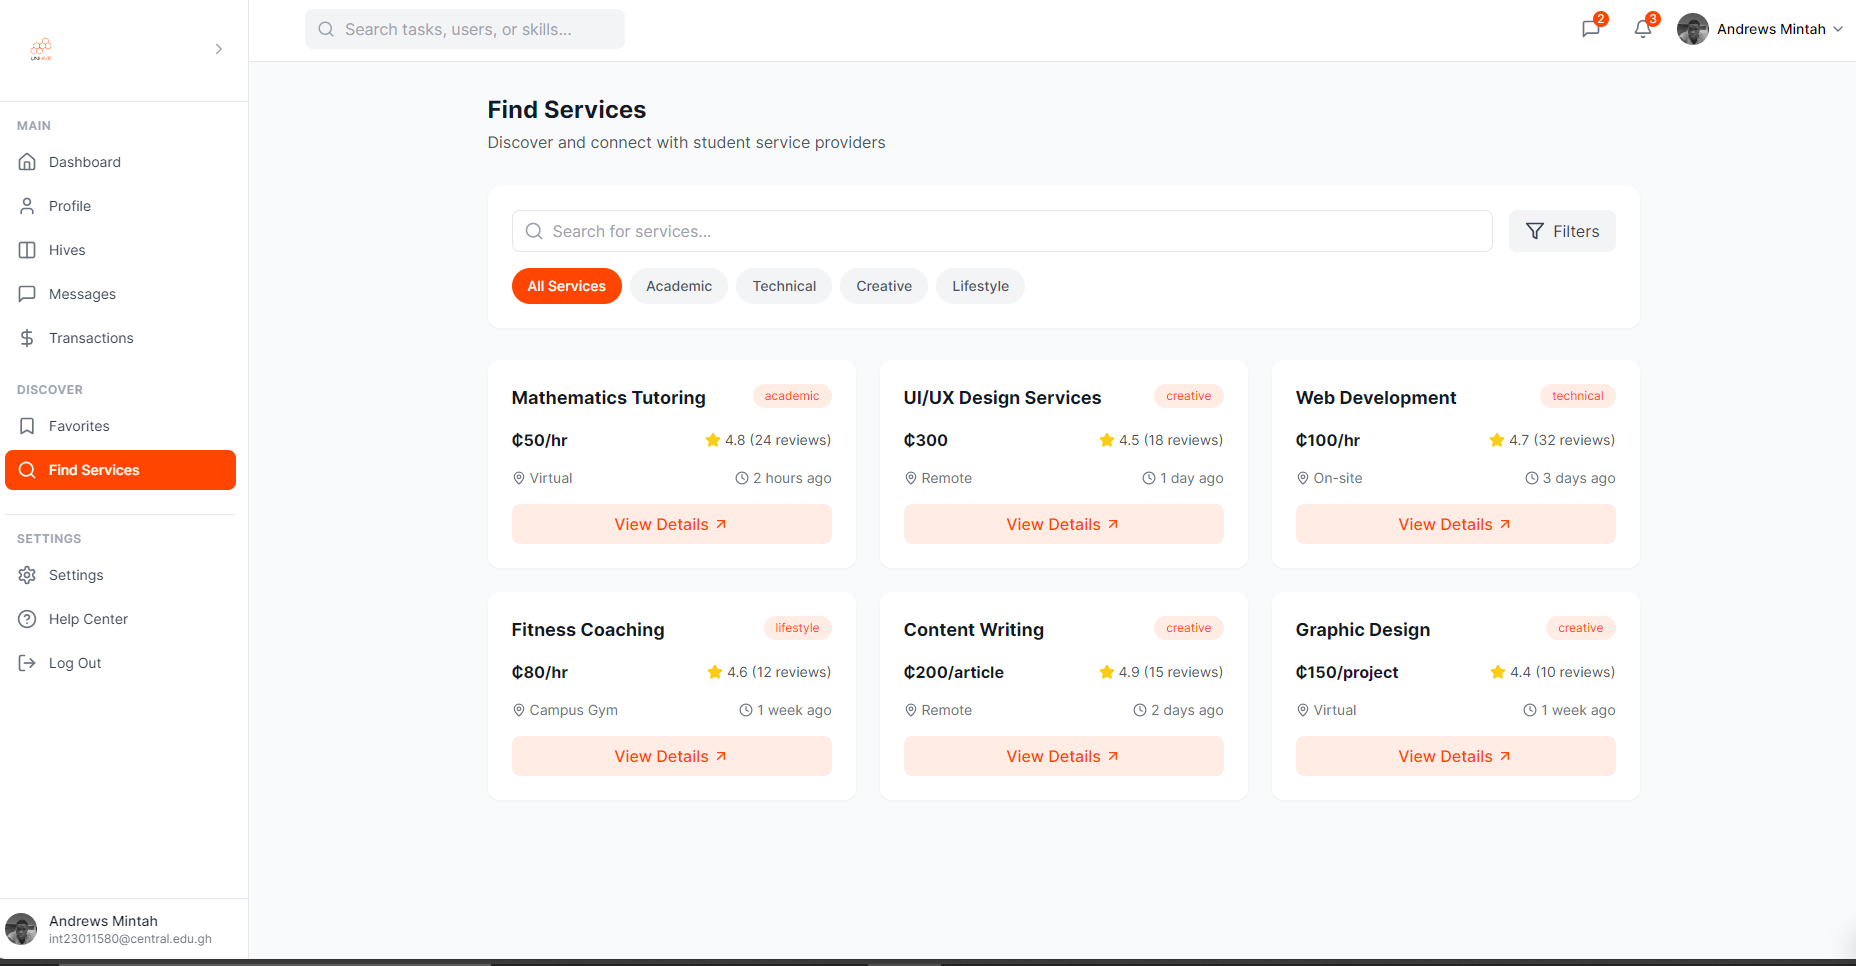 UNIHIVE
Search tasks, users, or skills...
2
3
Andrews Mintah
MAIN
Dashboard
Profile
Hives
Messages
Transactions
DISCOVER
Favorites
Find Services
SETTINGS
Settings
Help Center
Log Out
Andrews Mintah
int23011580@central.edu.gh
Find Services
Discover and connect with student service providers
Search for services...
Filters
All Services
Academic
Technical
Creative
Lifestyle
Mathematics Tutoring
academic
₵50/hr
4.8 (24 reviews)
Virtual
2 hours ago
View Details
UI/UX Design Services
creative
₵300
4.5 (18 reviews)
Remote
1 day ago
View Details
Web Development
technical
₵100/hr
4.7 (32 reviews)
On-site
3 days ago
View Details
Fitness Coaching
lifestyle
₵80/hr
4.6 (12 reviews)
Campus Gym
1 week ago
View Details
Content Writing
creative
₵200/article
4.9 (15 reviews)
Remote
2 days ago
View Details
Graphic Design
creative
₵150/project
4.4 (10 reviews)
Virtual
1 week ago
View Details